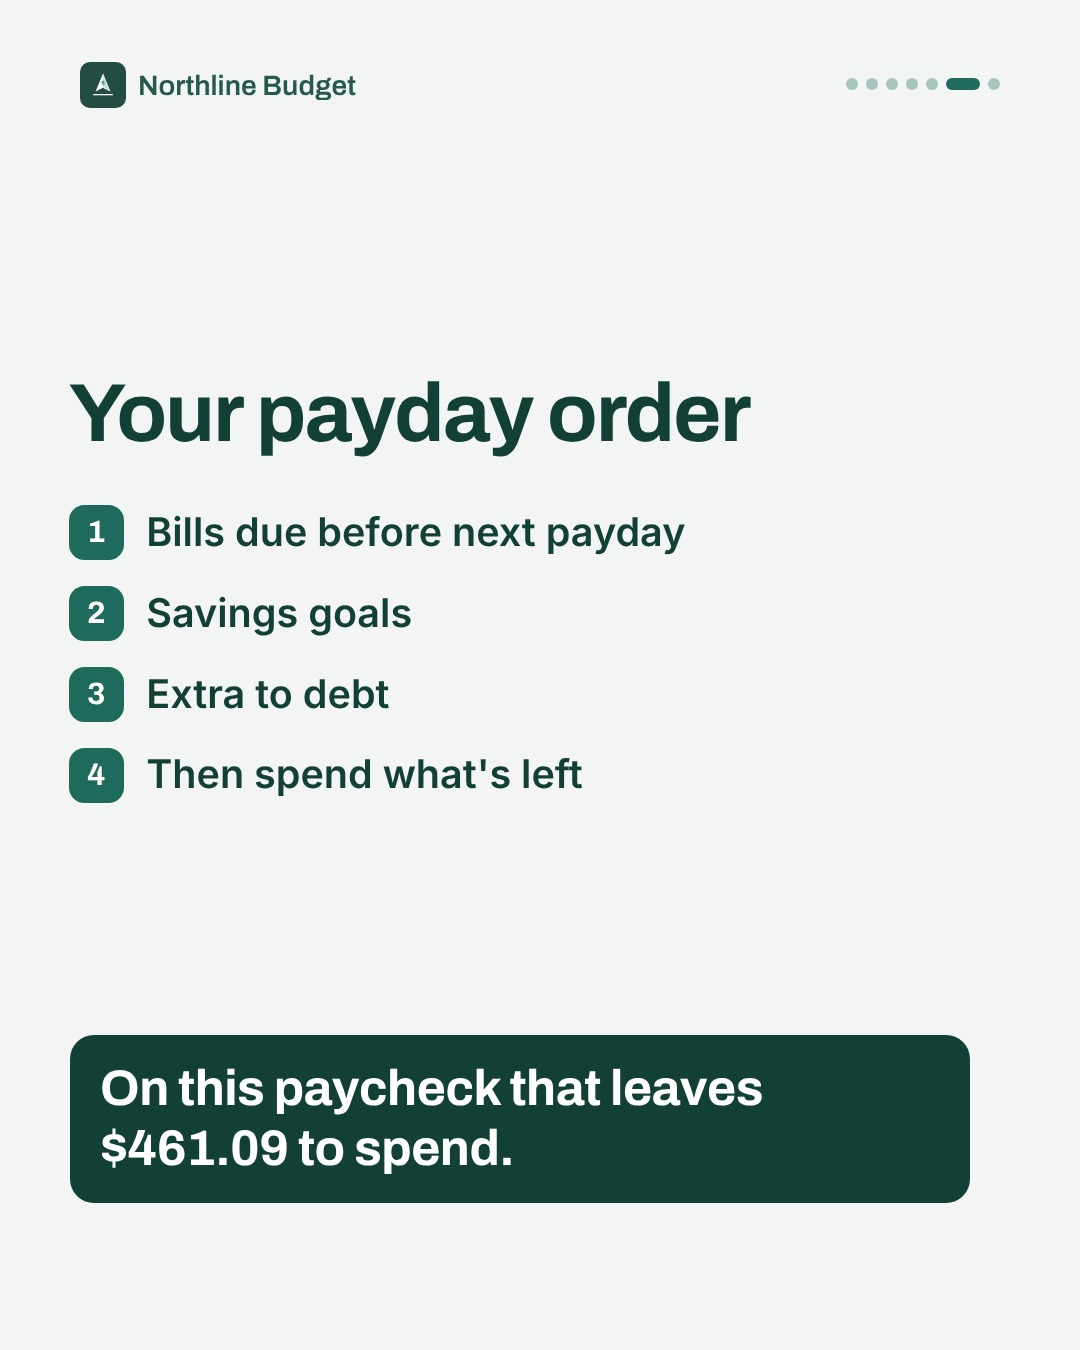 Northline Budget
Your payday order
1 Bills due before next payday
2 Savings goals
3 Extra to debt
4 Then spend what's left
On this paycheck that leaves
$461.09 to spend.